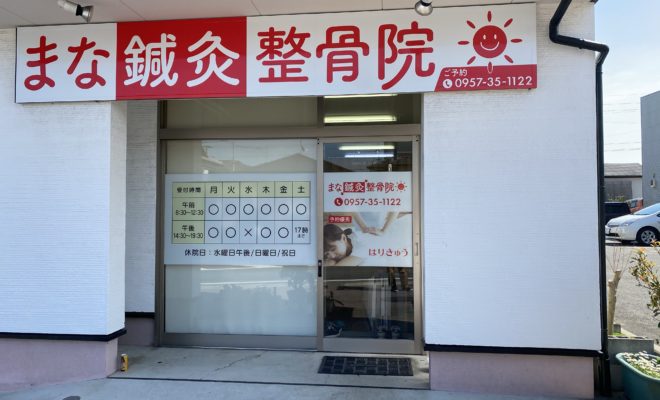 まな鍼灸整骨院
ご予約
0957-35-1122
受付時間 月 火 水 木 金 土
午前 8:30~12:30 ○ ○ ○ ○ ○ ○
午後 14:30~19:30 ○ ○ × ○ ○ 17時まで
休院日:水曜日午後/日曜日/祝日
まな鍼灸整骨院
0957-35-1122
予約優先
はりきゅう